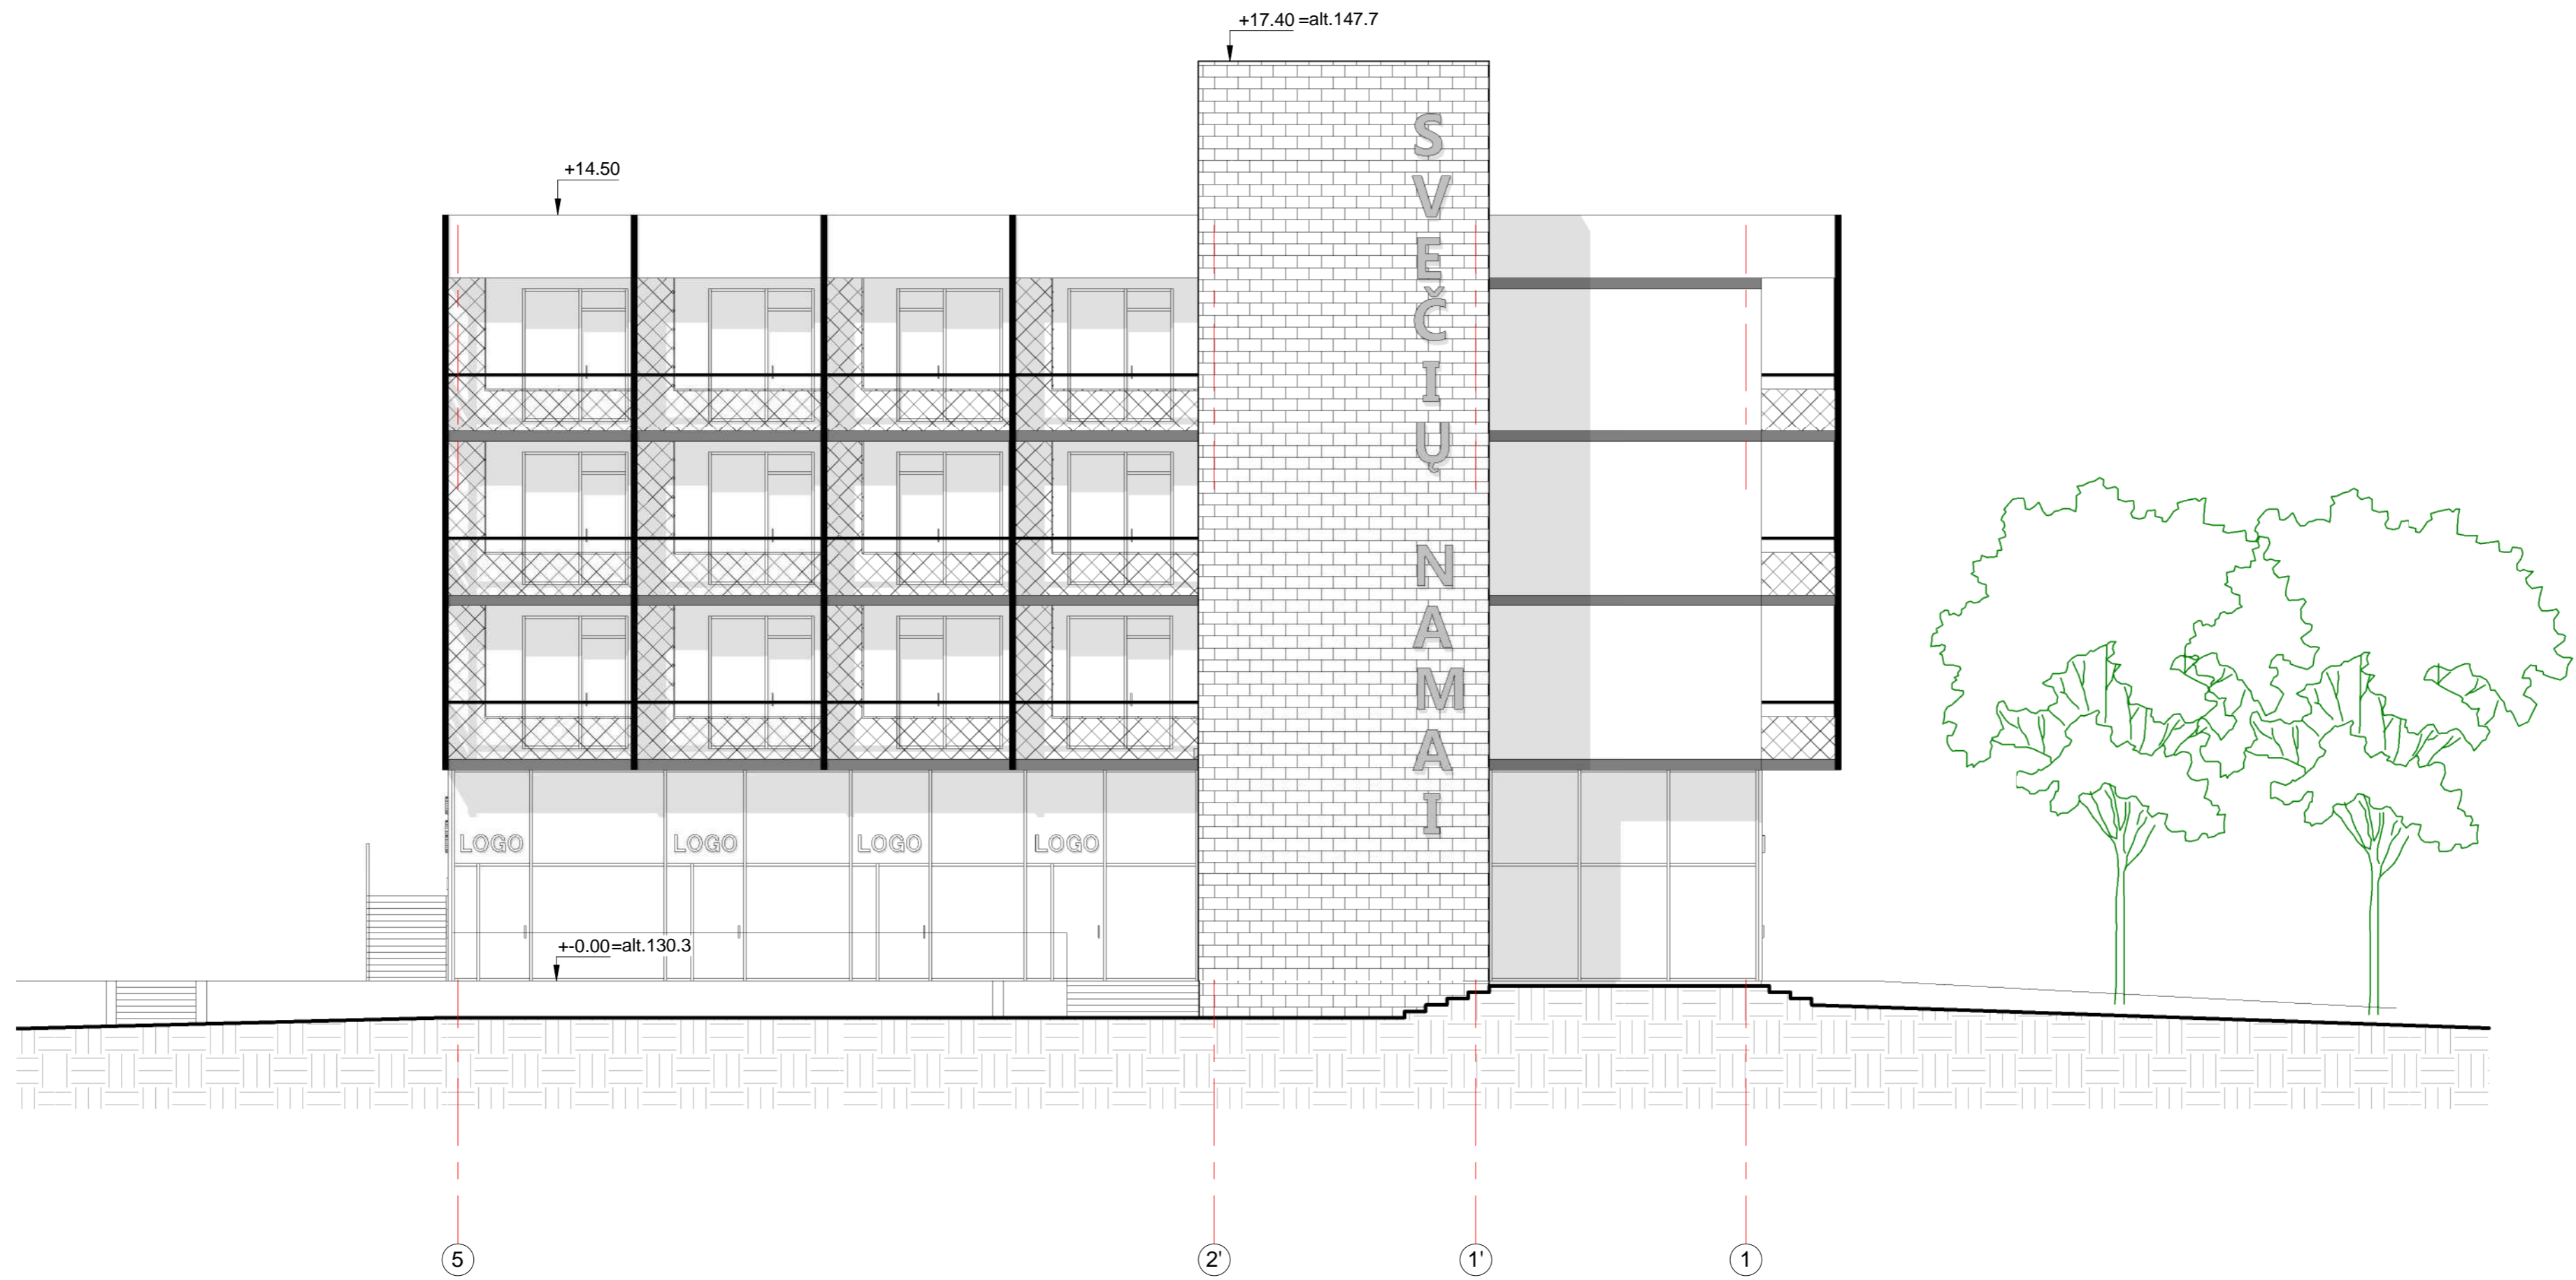 +17.40 =alt.147.7
+14.50
SVEČIŲ NAMAI
LOGO LOGO LOGO LOGO
+-0.00=alt.130.3
5 2' 1' 1